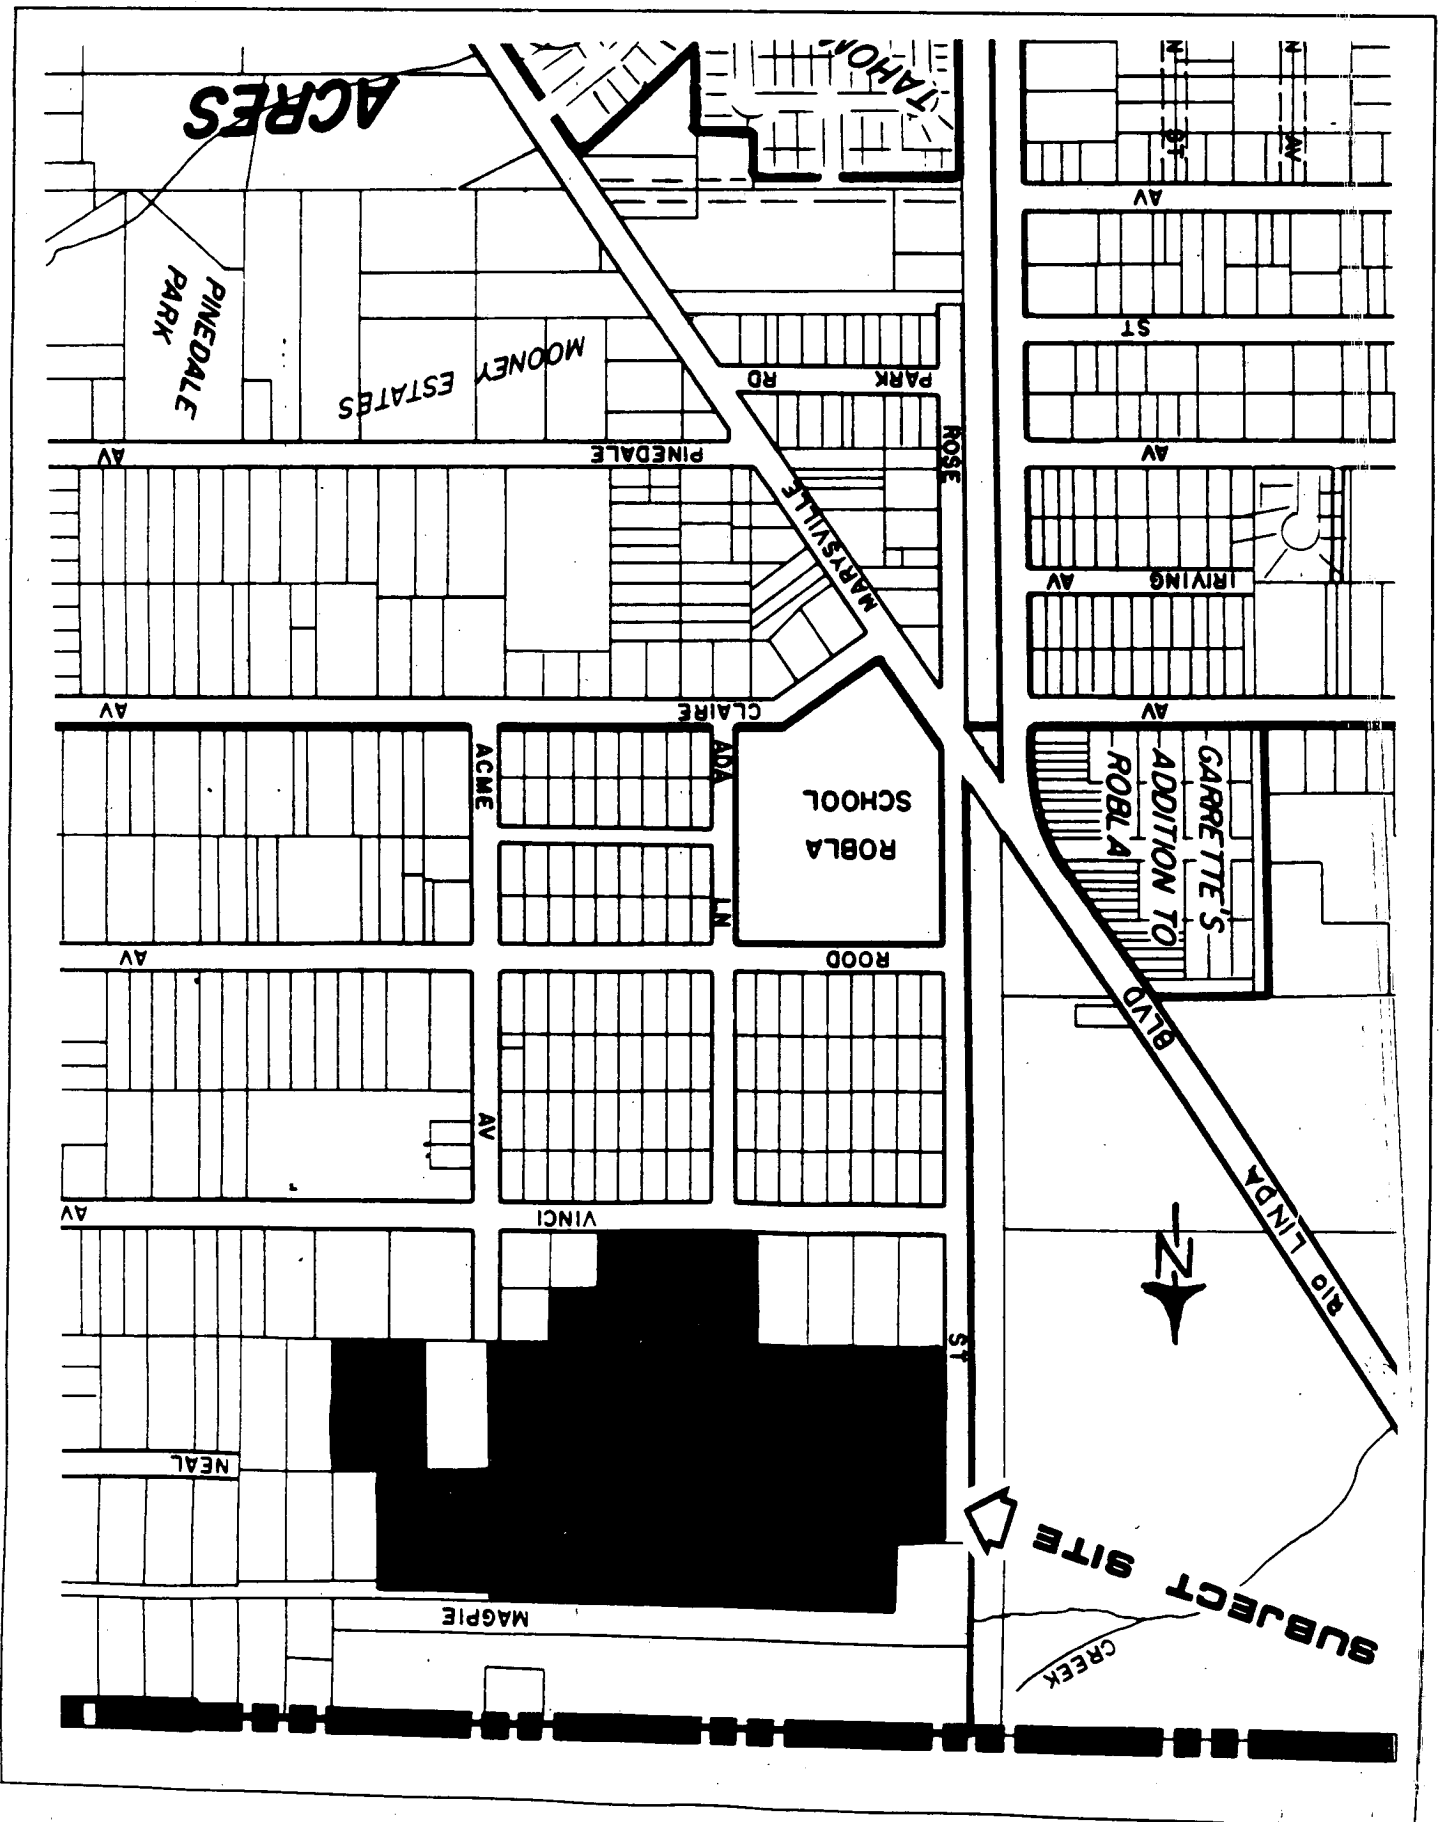 SUBJECT SITE
CREEK
MAGPIE
NEAL
RIO LINDA
BLVD
N
ST
VINCI
AV
AV
ROOD
AV
LN
ROBLA
SCHOOL
GARRETTE'S
ADDITION TO
ROBLA
ADA
ACME
AV
CLAIRE
AV
IRIVING AV
MARYSVILLE
AV
ROSE
PINEDALE
AV
PARK RD
MOONEY ESTATES
PINEDALE
PARK
ST
AV
N ST
N AV
ACRES